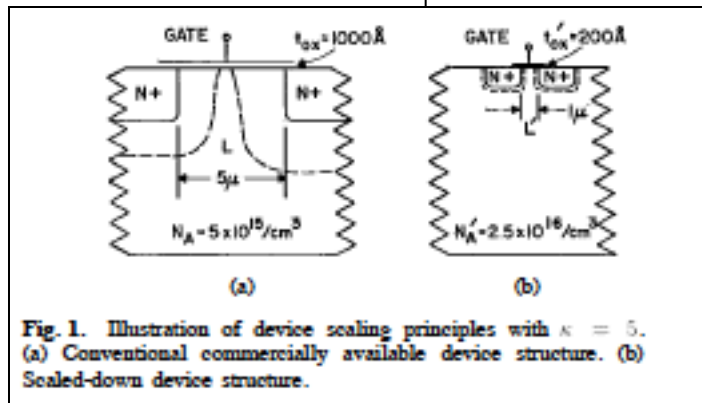 GATE
tox=1000Å
N+
N+
L
5μ
NA=5x10^15/cm^3
(a)
GATE
t'ox=200Å
N+
N+
1μ
L'
N'A=2.5x10^16/cm^3
(b)
Fig. 1. Illustration of device scaling principles with κ = 5.
(a) Conventional commercially available device structure. (b)
Scaled-down device structure.